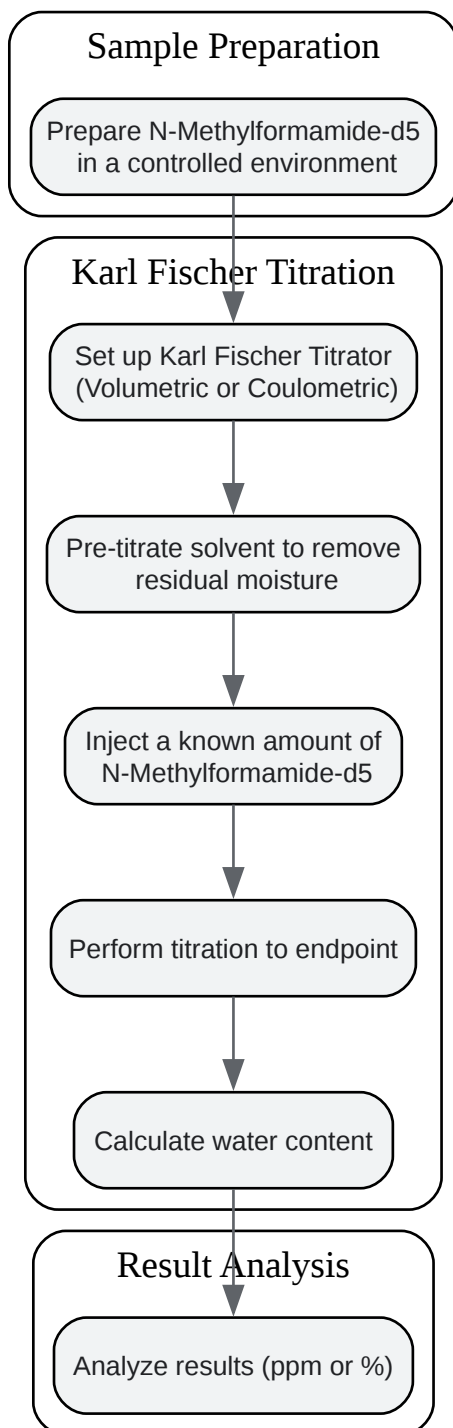 Sample Preparation
Prepare N-Methylformamide-d5
in a controlled environment
Karl Fischer Titration
Set up Karl Fischer Titrator
(Volumetric or Coulometric)
Pre-titrate solvent to remove
residual moisture
Inject a known amount of
N-Methylformamide-d5
Perform titration to endpoint
Calculate water content
Result Analysis
Analyze results (ppm or %)